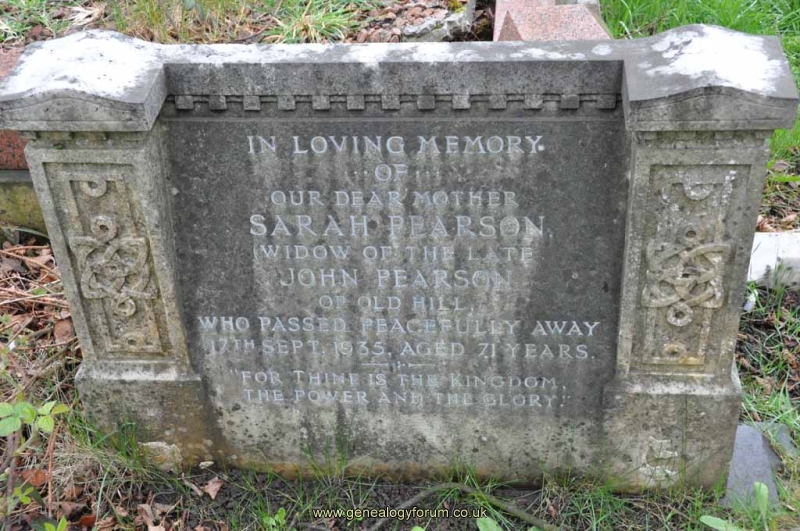 IN LOVING MEMORY
OF
OUR DEAR MOTHER
SARAH PEARSON,
(WIDOW OF THE LATE
JOHN PEARSON
OF OLD HILL,
WHO PASSED PEACEFULLY AWAY
17TH SEPT. 1935, AGED 71 YEARS.
"FOR THINE IS THE KINGDOM,
THE POWER AND THE GLORY."
www.genealogyforum.co.uk